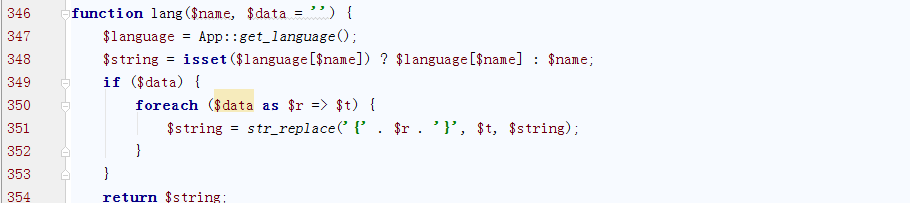 346 function lang($name, $data = '') {
347 $language = App::get_language();
348 $string = isset($language[$name]) ? $language[$name] : $name;
349 if ($data) {
350 foreach ($data as $r => $t) {
351 $string = str_replace('{' . $r . '}', $t, $string);
352 }
353 }
354 return $string;